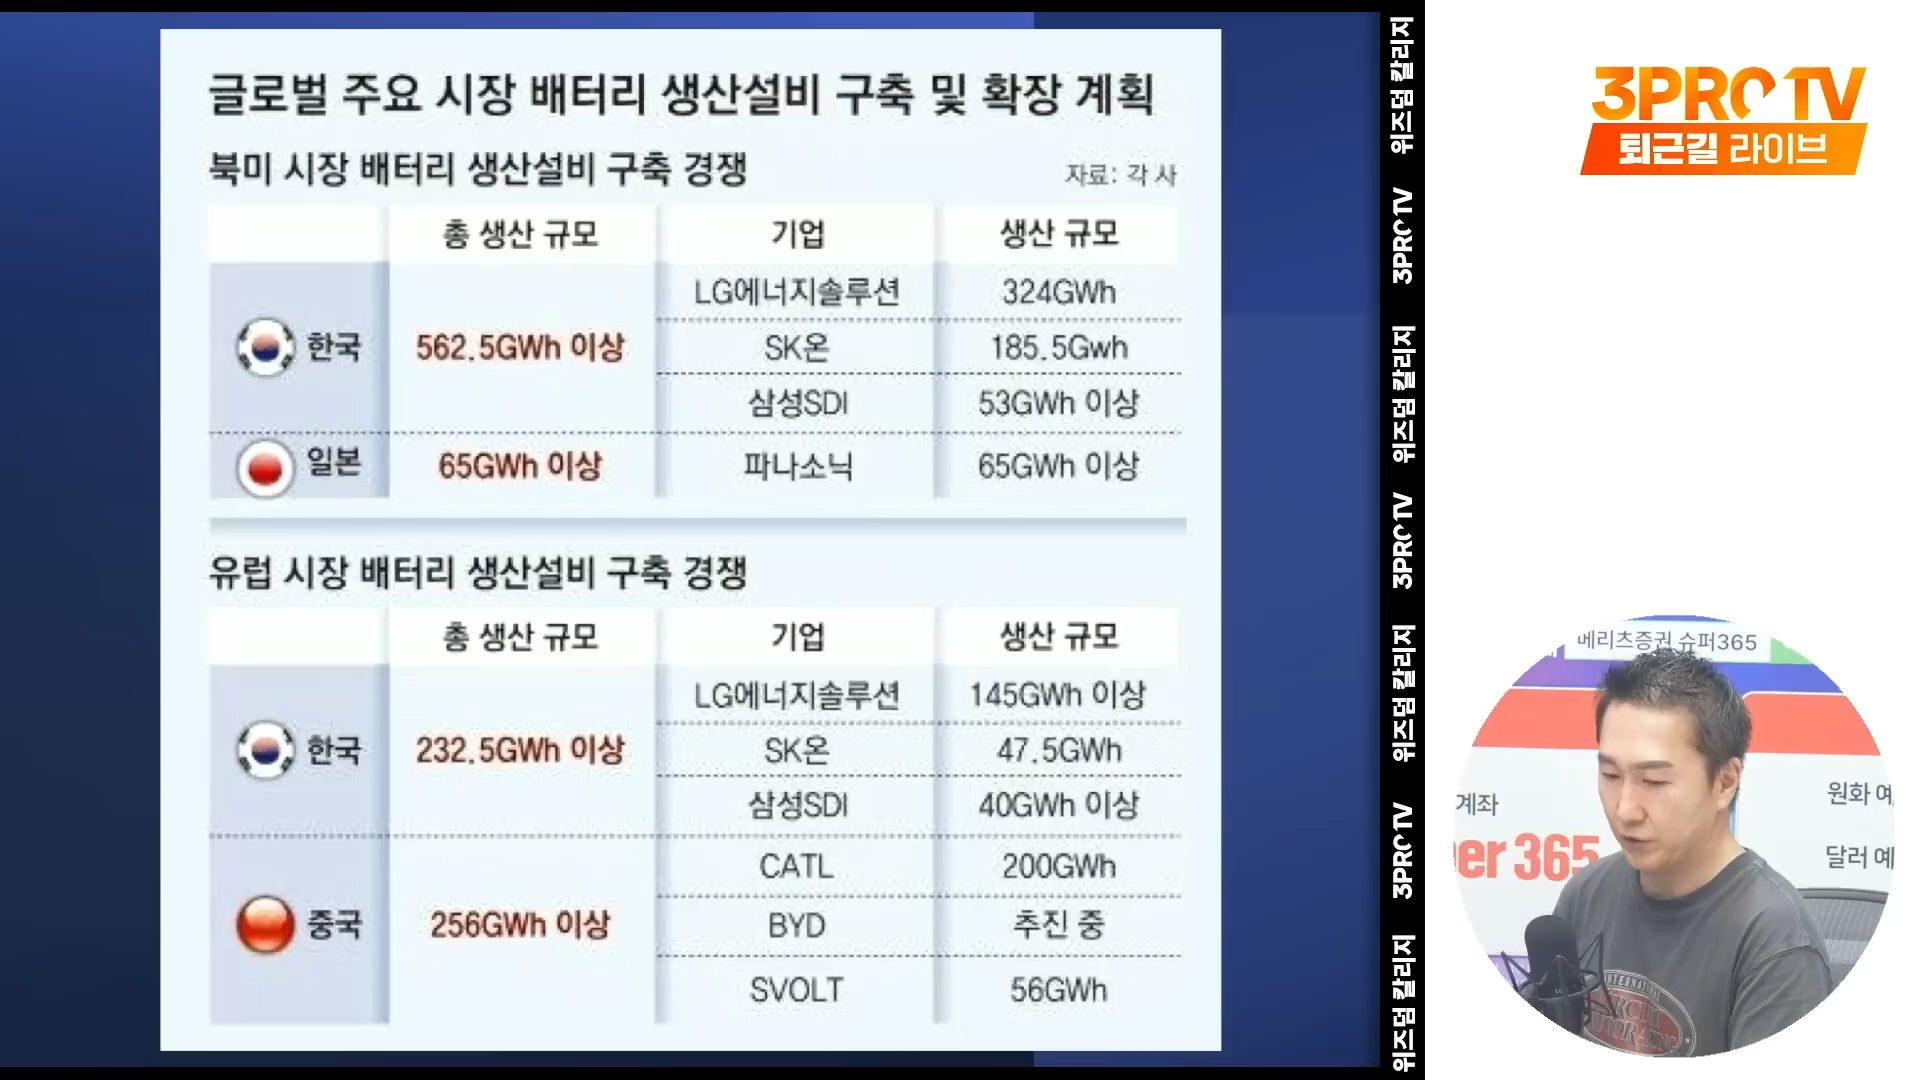 글로벌 주요 시장 배터리 생산설비 구축 및 확장 계획
북미 시장 배터리 생산설비 구축 경쟁
자료: 각 사
총 생산 규모 기업 생산 규모
한국 562.5GWh 이상
LG에너지솔루션 324GWh
SK온 185.5Gwh
삼성SDI 53GWh 이상
일본 65GWh 이상 파나소닉 65GWh 이상
유럽 시장 배터리 생산설비 구축 경쟁
총 생산 규모 기업 생산 규모
한국 232.5GWh 이상
LG에너지솔루션 145GWh 이상
SK온 47.5GWh
삼성SDI 40GWh 이상
중국 256GWh 이상
CATL 200GWh
BYD 추진 중
SVOLT 56GWh
위즈덤 칼리지
3PROTV
위즈덤 칼리지
3PROTV
위즈덤 칼리지
3PROTV
위즈덤 칼리지
3PROTV
퇴근길 라이브
메리츠증권 슈퍼365
계좌
er 365
원화 예
달러 예